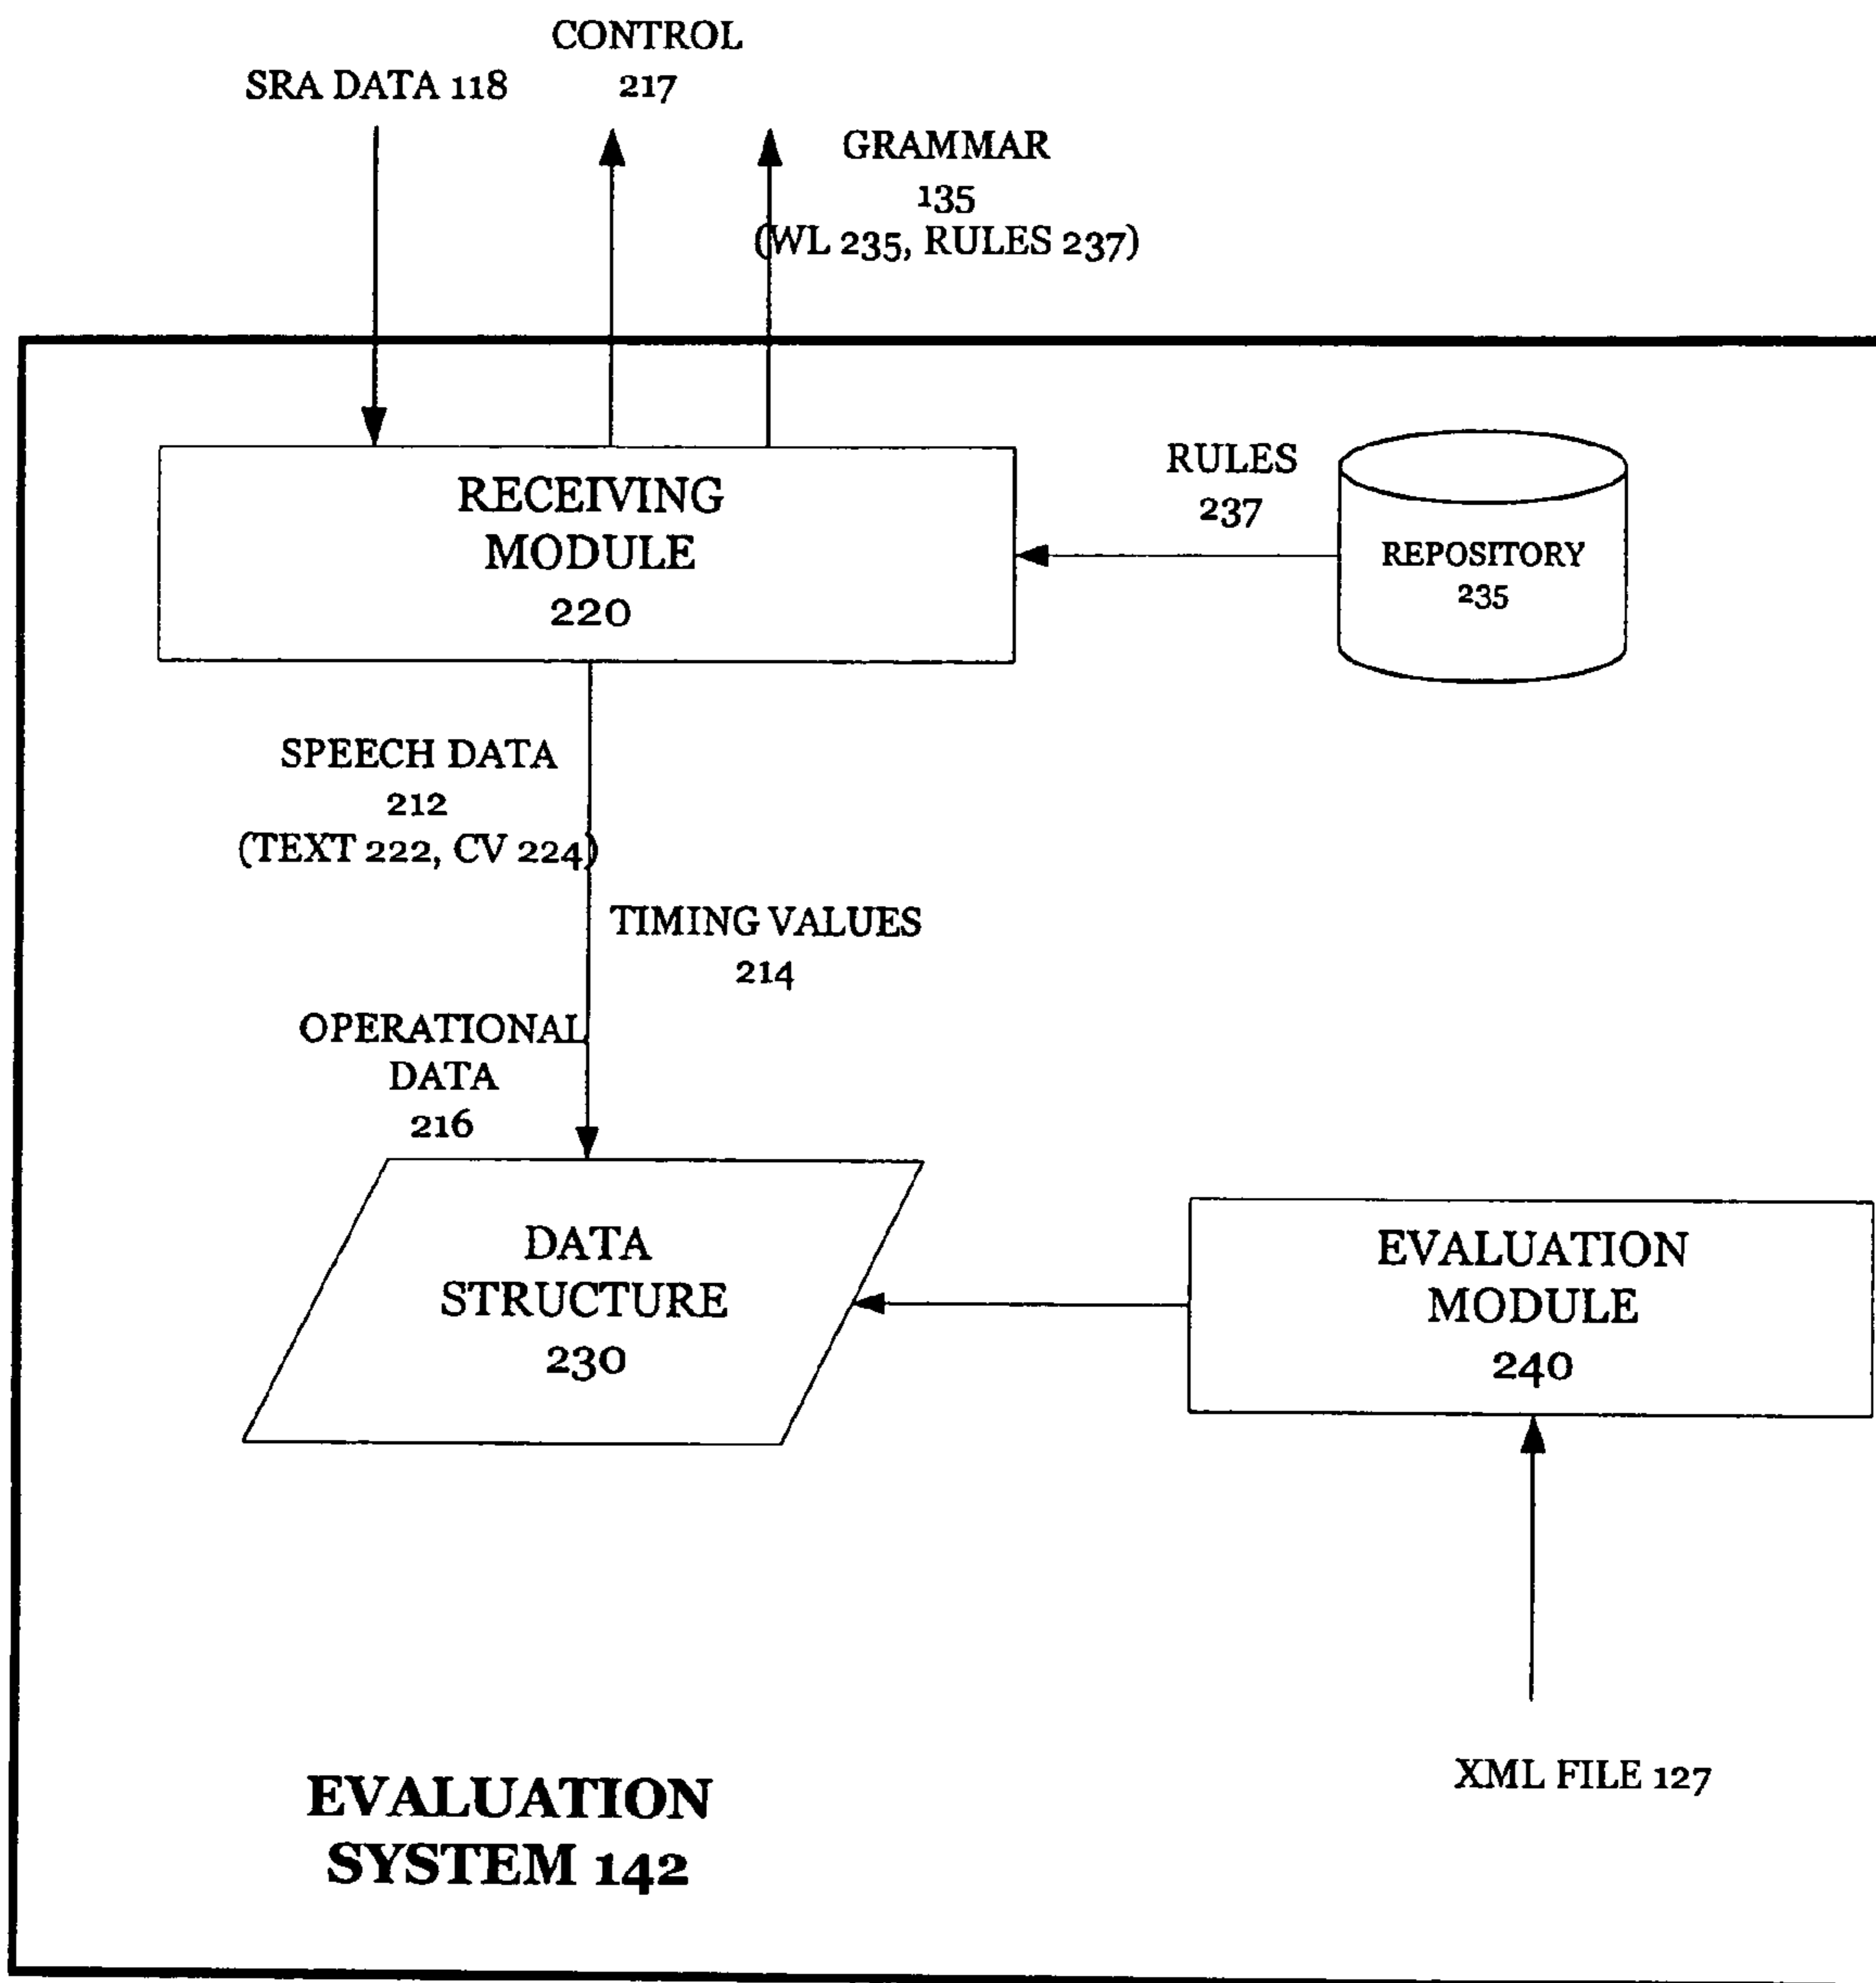 CONTROL
217
SRA DATA 118
GRAMMAR
135
(WL 235, RULES 237)
RECEIVING
MODULE
220
RULES
237
REPOSITORY
235
SPEECH DATA
212
(TEXT 222, CV 224)
TIMING VALUES
214
OPERATIONAL
DATA
216
DATA
STRUCTURE
230
EVALUATION
MODULE
240
XML FILE 127
EVALUATION
SYSTEM 142